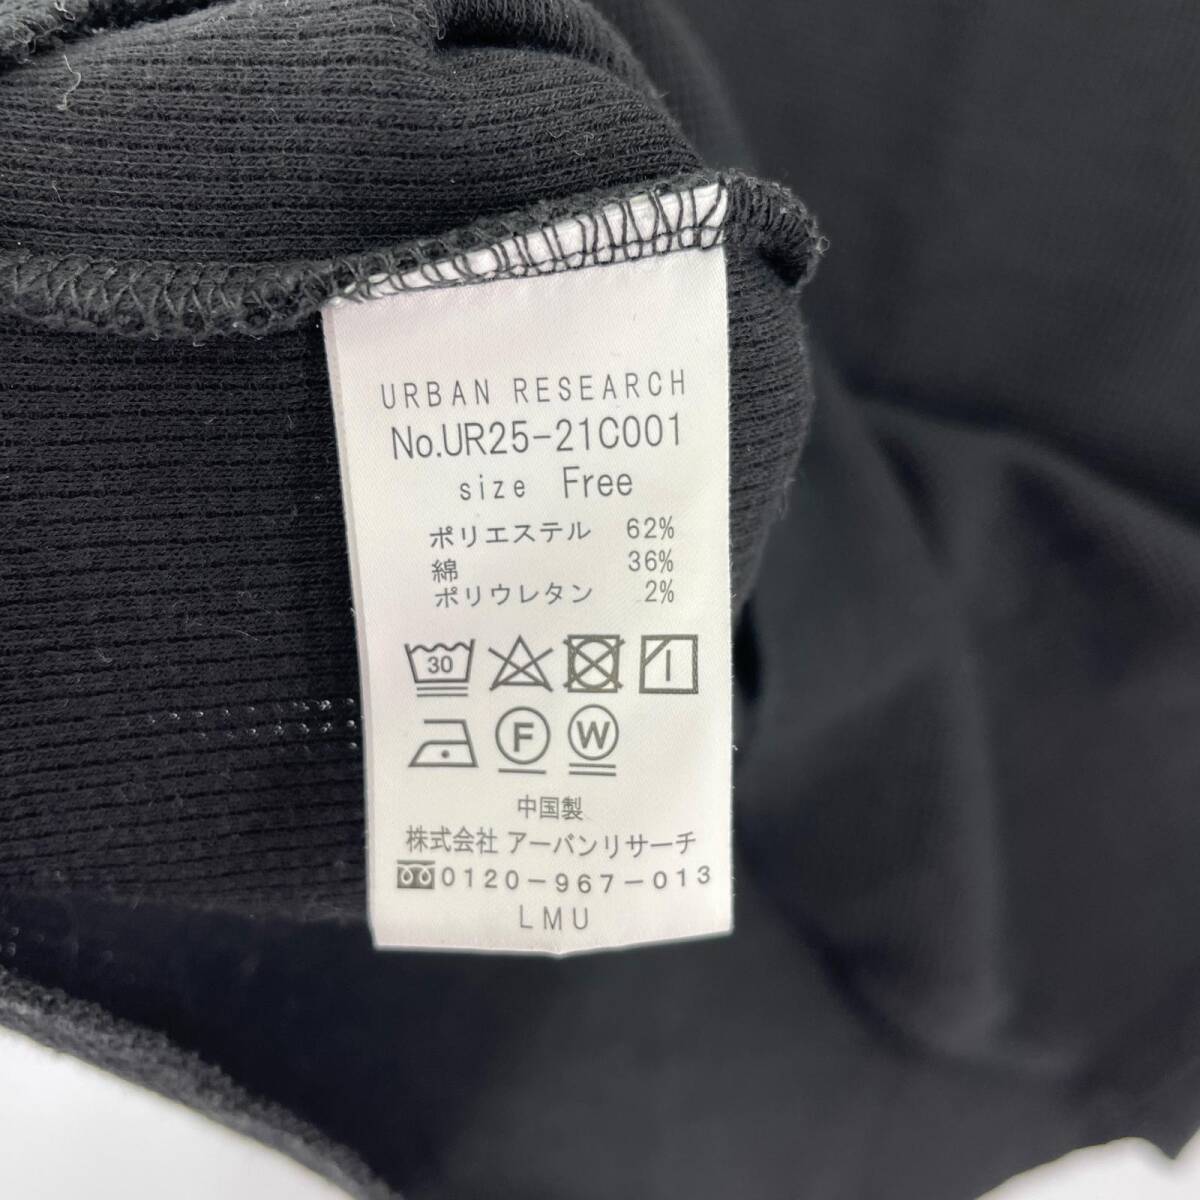 URBAN RESEARCH
No.UR25-21C001
size Free
ポリエステル 62%
綿 36%
ポリウレタン 2%
30
F W
中国製
株式会社 アーバンリサーチ
0120-967-013
LMU